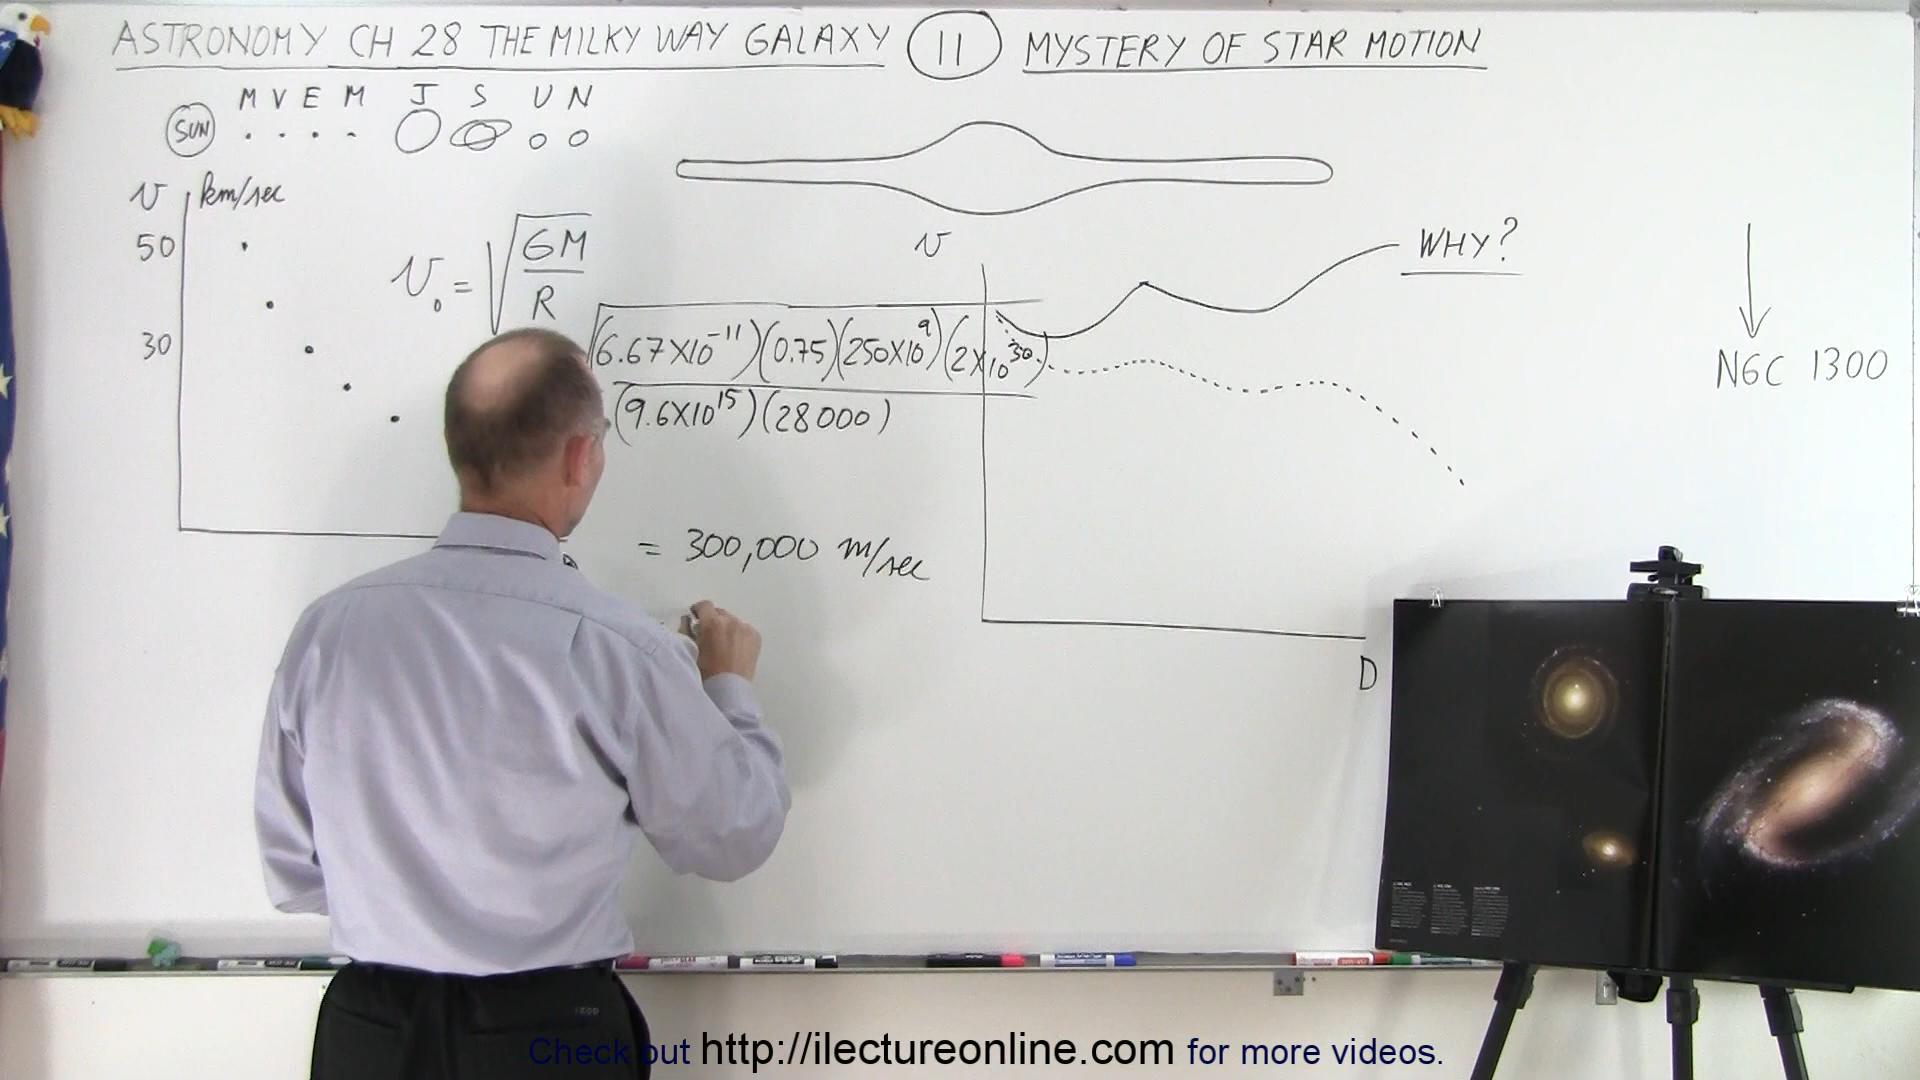 ASTRONOMY CH 28 THE MILKY WAY GALAXY 11 MYSTERY OF STAR MOTION
M V E M J S U N
SUN
v km/sec
50
30
v₀ = √GM/R
v
WHY?
√(6.67×10⁻¹¹)(0.75)(250×10⁹)(2×10³⁰)
(9.6×10¹⁵)(28000)
NGC 1300
= 300,000 m/sec
D
IZOD
Check out http://ilectureonline.com for more videos.